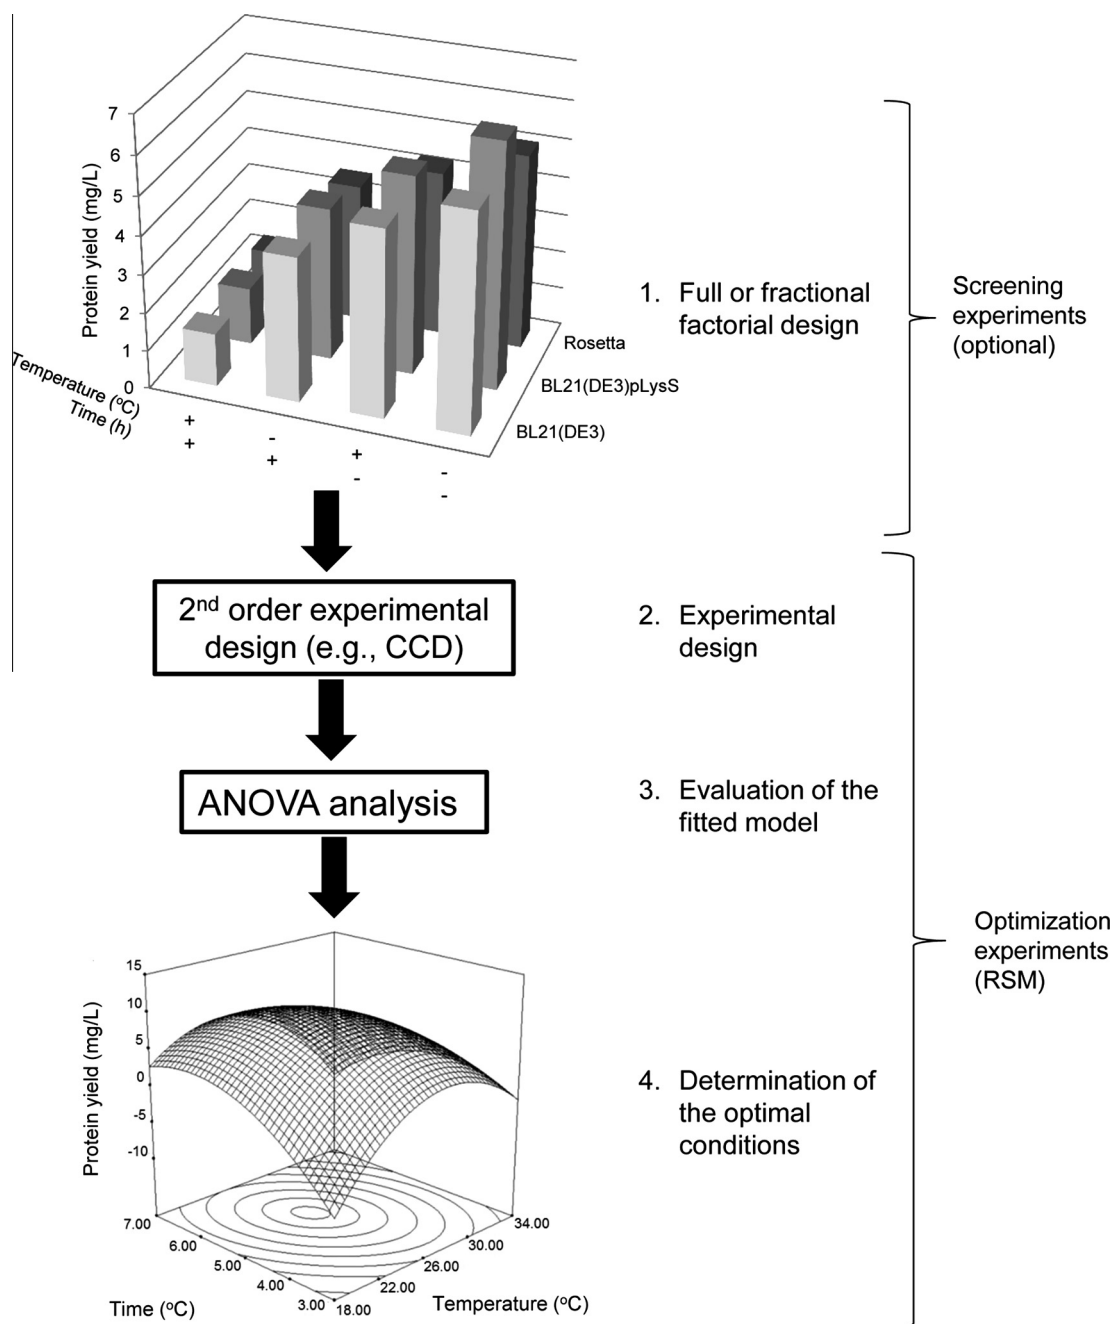 7
6
5
4
3
2
1
0
Protein yield (mg/L)
Temperature (ºC)
Time (h)
+
+
-
+
+
-
-
-
Rosetta
BL21(DE3)pLysS
BL21(DE3)
1. Full or fractional
factorial design
Screening
experiments
(optional)
2nd order experimental
design (e.g., CCD)
2. Experimental
design
ANOVA analysis
3. Evaluation of the
fitted model
Optimization
experiments
(RSM)
4. Determination of
the optimal
conditions
15
10
5
0
-5
-10
Protein yield (mg/L)
7.00
6.00
5.00
4.00
3.00
Time (ºC)
18.00
22.00
26.00
30.00
34.00
Temperature (ºC)